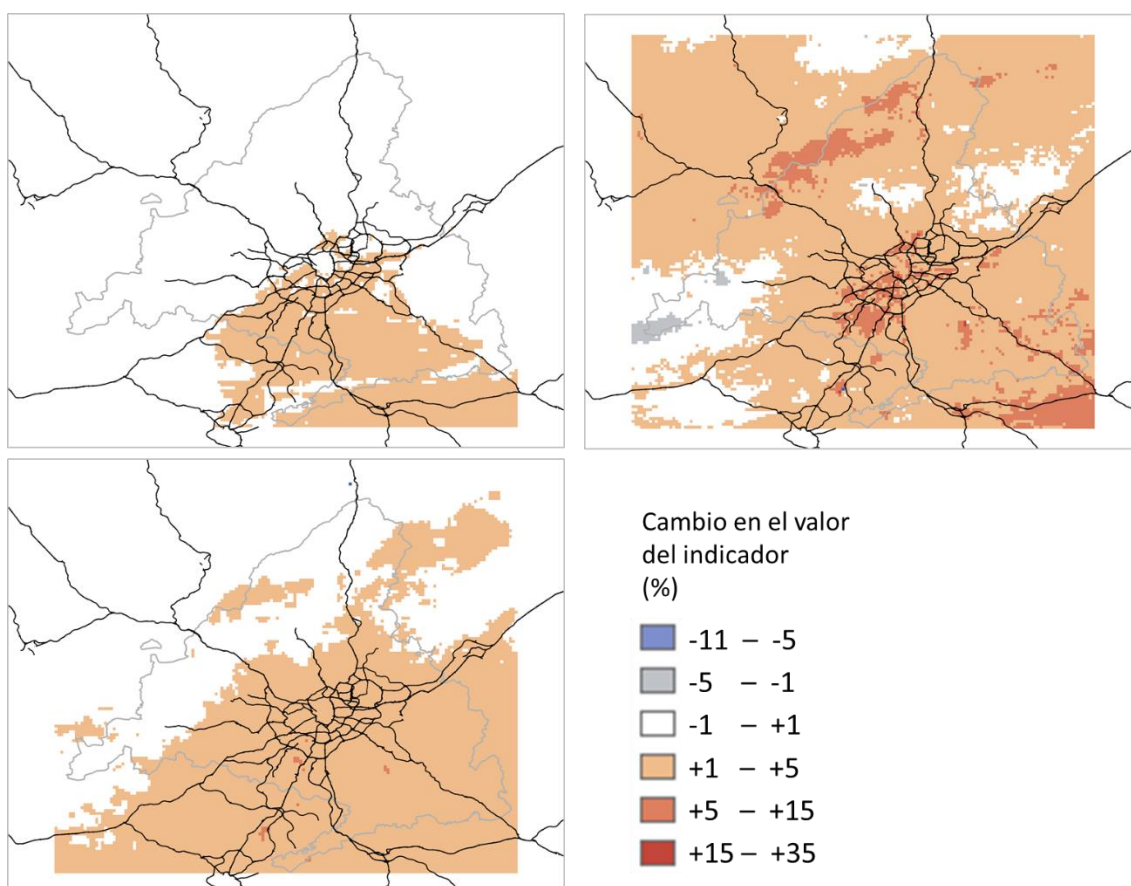 Cambio en el valor
del indicador
(%)
-11 – -5
-5 – -1
-1 – +1
+1 – +5
+5 – +15
+15 – +35